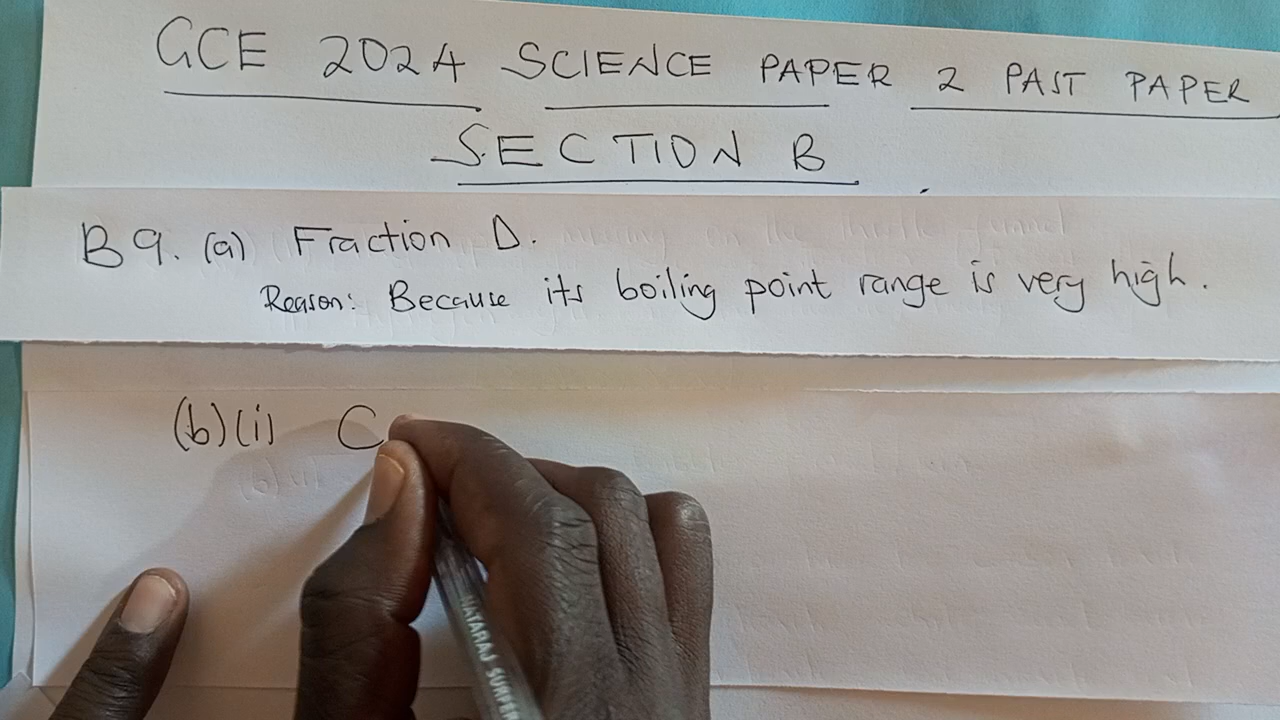 GCE 2024 SCIENCE PAPER 2 PAST PAPER
SECTION B
B9. (a) Fraction D.
Reason: Because its boiling point range is very high.
(b)(i) C
NATARAJ